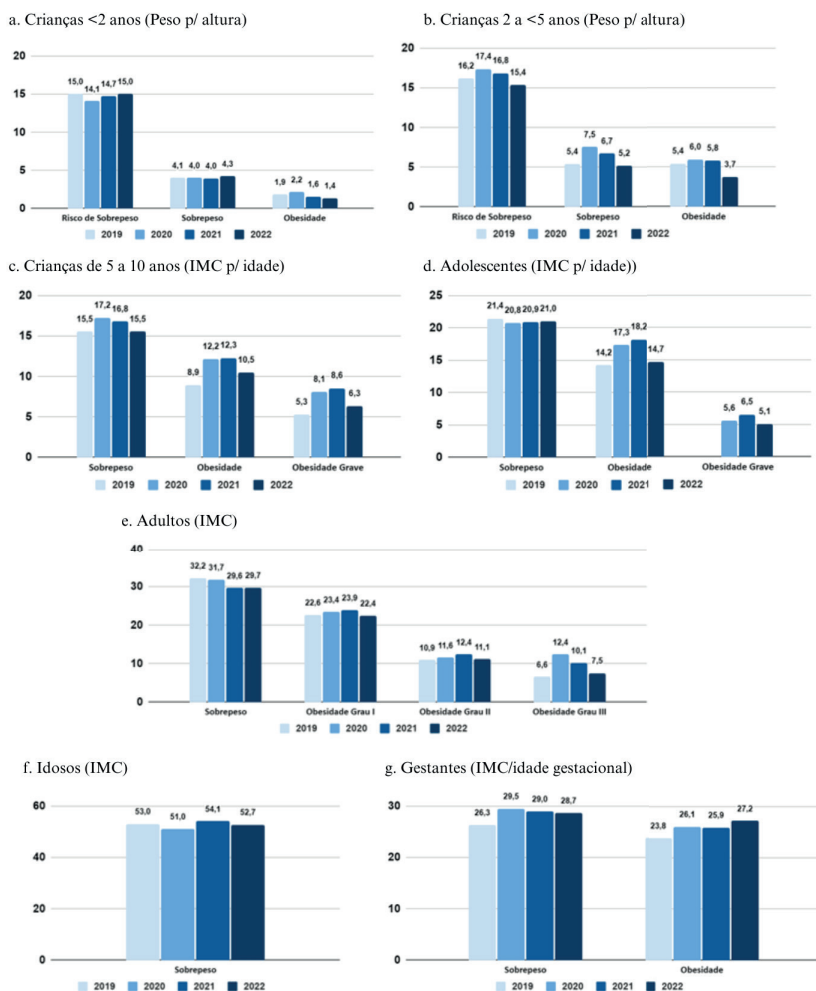 a. Crianças <2 anos (Peso p/ altura)
20
15
10
5
0
15,0 14,1 14,7 15,0
4,1 4,0 4,0 4,3
1,9 2,2 1,6 1,4
Risco de Sobrepeso Sobrepeso Obesidade
2019 2020 2021 2022
b. Crianças 2 a <5 anos (Peso p/ altura)
20
15
10
5
0
16,2 17,4 16,8 15,4
5,4 7,5 6,7 5,2
5,4 6,0 5,8 3,7
Risco de Sobrepeso Sobrepeso Obesidade
2019 2020 2021 2022
c. Crianças de 5 a 10 anos (IMC p/ idade)
20
15
10
5
0
15,5 17,2 16,8 15,5
8,9 12,2 12,3 10,5
5,3 8,1 8,6 6,3
Sobrepeso Obesidade Obesidade Grave
2019 2020 2021 2022
d. Adolescentes (IMC p/ idade))
25
20
15
10
5
0
21,4 20,8 20,9 21,0
14,2 17,3 18,2 14,7
5,6 6,5 5,1
Sobrepeso Obesidade Obesidade Grave
2019 2020 2021 2022
e. Adultos (IMC)
40
30
20
10
0
32,2 31,7 29,6 29,7
22,6 23,4 23,9 22,4
10,9 11,6 12,4 11,1
6,6 12,4 10,1 7,5
Sobrepeso Obesidade Grau I Obesidade Grau II Obesidade Grau III
2019 2020 2021 2022
f. Idosos (IMC)
60
40
20
0
53,0 51,0 54,1 52,7
Sobrepeso
2019 2020 2021 2022
g. Gestantes (IMC/idade gestacional)
30
20
10
0
26,3 29,5 29,0 28,7
23,8 26,1 25,9 27,2
Sobrepeso Obesidade
2019 2020 2021 2022